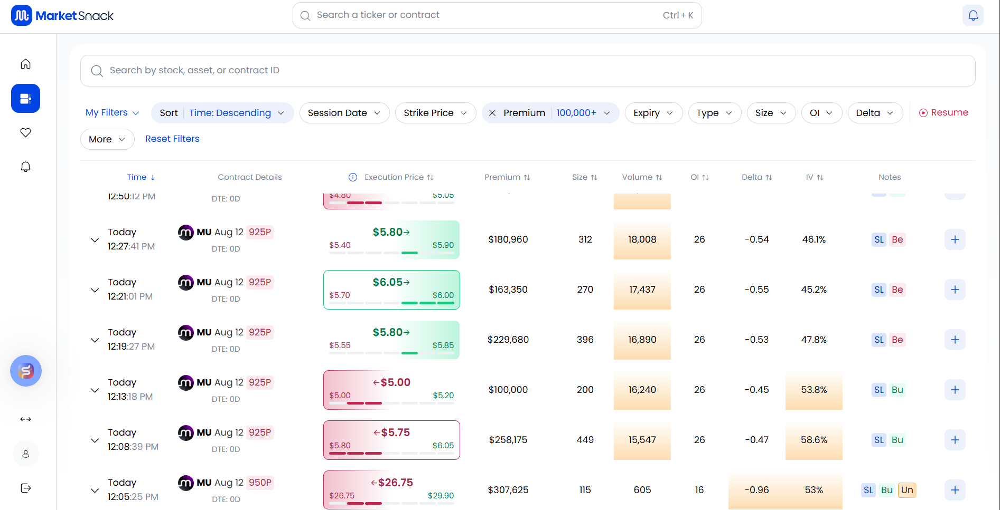 MarketSnack
Search a ticker or contract
Ctrl + K
Search by stock, asset, or contract ID
My Filters
Sort Time: Descending
Session Date
Strike Price
Premium 100,000+
Expiry
Type
Size
OI
Delta
Resume
More
Reset Filters
Time ↓ Contract Details Execution Price Premium Size Volume OI Delta IV Notes
12:50:12 PM DTE: 0D $4.80 $5.05
Today MU Aug 12 925P $5.80→
12:27:41 PM DTE: 0D $5.40 $5.90 $180,960 312 18,008 26 -0.54 46.1% SL Be +
Today MU Aug 12 925P $6.05→
12:21:01 PM DTE: 0D $5.70 $6.00 $163,350 270 17,437 26 -0.55 45.2% SL Be +
Today MU Aug 12 925P $5.80→
12:19:27 PM DTE: 0D $5.55 $5.85 $229,680 396 16,890 26 -0.53 47.8% SL Be +
Today MU Aug 12 925P ←$5.00
12:13:18 PM DTE: 0D $5.00 $5.20 $100,000 200 16,240 26 -0.45 53.8% SL Bu +
Today MU Aug 12 925P ←$5.75
12:08:39 PM DTE: 0D $5.80 $6.05 $258,175 449 15,547 26 -0.47 58.6% SL Bu +
Today MU Aug 12 950P ←$26.75
12:05:25 PM DTE: 0D $26.75 $29.90 $307,625 115 605 16 -0.96 53% SL Bu Un +